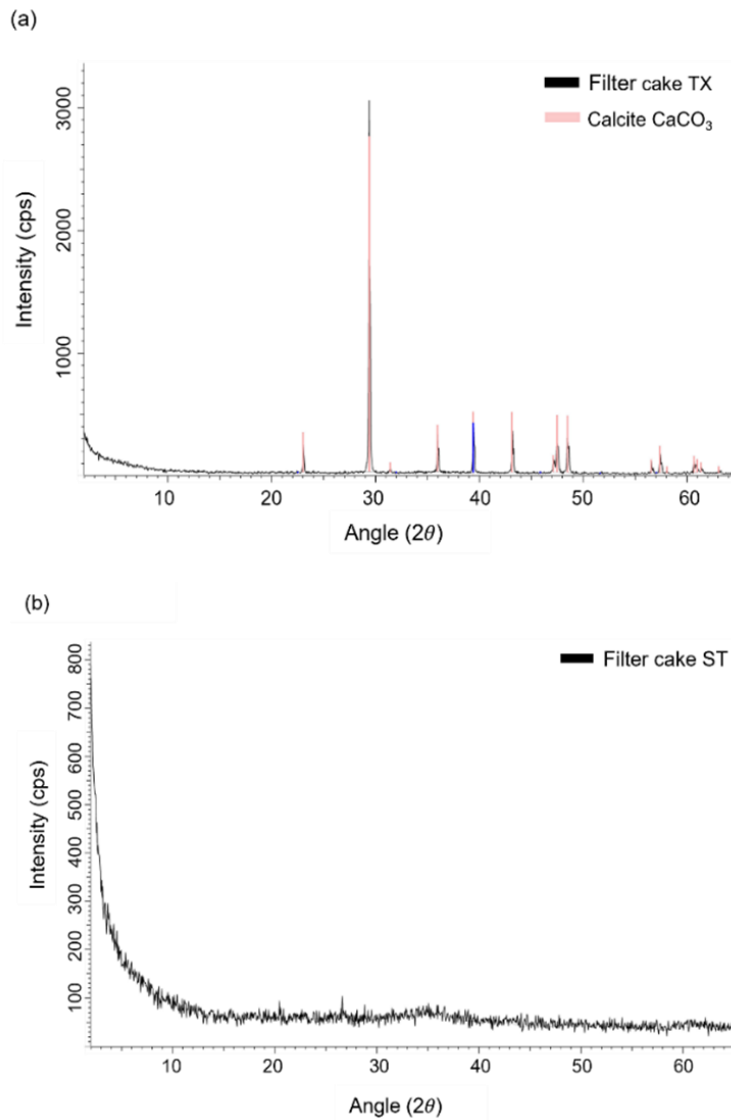 (a)
Filter cake TX
Calcite CaCO₃
3000
2000
1000
Intensity (cps)
10 20 30 40 50 60
Angle (2θ)
(b)
Filter cake ST
800
700
600
500
400
300
200
100
Intensity (cps)
10 20 30 40 50 60
Angle (2θ)